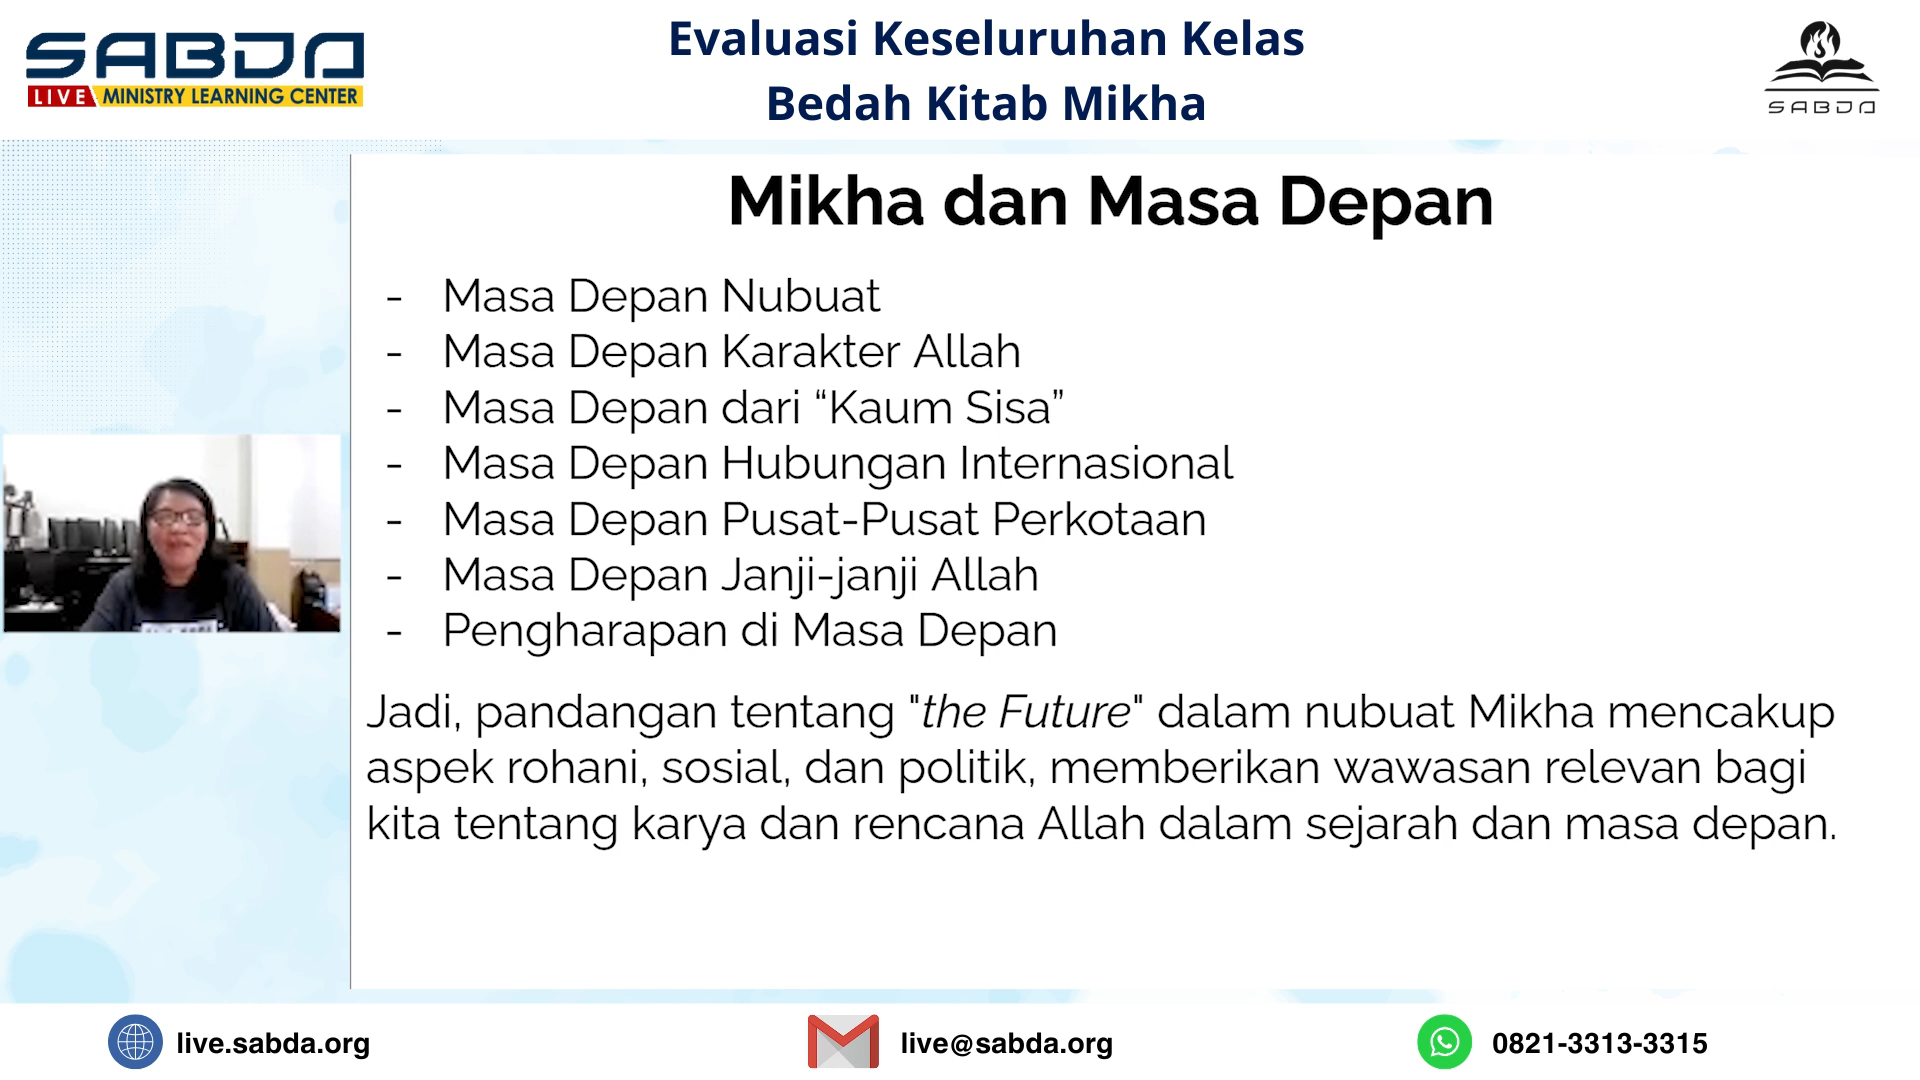 SABDA
LIVE MINISTRY LEARNING CENTER
Evaluasi Keseluruhan Kelas
Bedah Kitab Mikha
SABDA
Mikha dan Masa Depan
- Masa Depan Nubuat
- Masa Depan Karakter Allah
- Masa Depan dari “Kaum Sisa”
- Masa Depan Hubungan Internasional
- Masa Depan Pusat-Pusat Perkotaan
- Masa Depan Janji-janji Allah
- Pengharapan di Masa Depan
Jadi, pandangan tentang "the Future" dalam nubuat Mikha mencakup
aspek rohani, sosial, dan politik, memberikan wawasan relevan bagi
kita tentang karya dan rencana Allah dalam sejarah dan masa depan.
live.sabda.org
live@sabda.org
0821-3313-3315